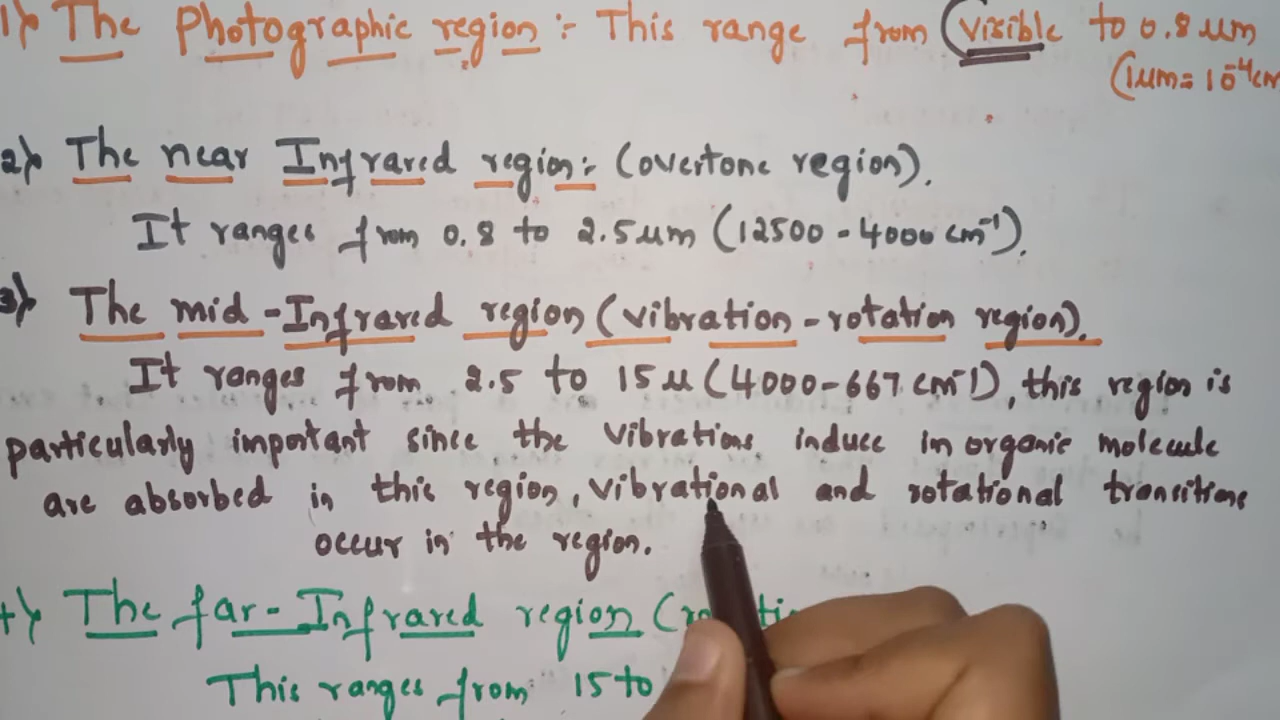 1) The Photographic region :- This range from (visible to 0.8 µm
(1µm = 10⁻⁴cm
2) The near Infrared region :- (overtone region).
It ranges from 0.8 to 2.5 µm (12500 - 4000 cm⁻¹).
3) The mid - Infrared region (vibration - rotation region).
It ranges from 2.5 to 15 µ (4000 - 667 cm⁻¹), this region is
particularly important since the vibrations induce in organic molecule
are absorbed in this region, vibrational and rotational transitions
occur in the region.
The far - Infrared region
This ranges from 15 to